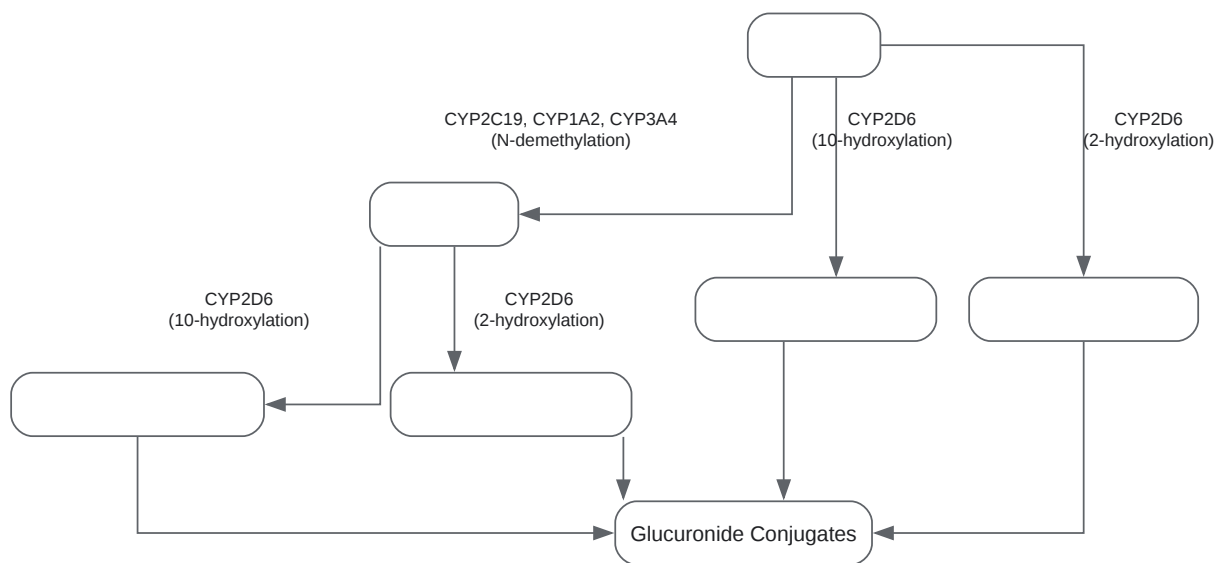 CYP2C19, CYP1A2, CYP3A4
(N-demethylation)
CYP2D6
(10-hydroxylation)
CYP2D6
(2-hydroxylation)
CYP2D6
(10-hydroxylation)
CYP2D6
(2-hydroxylation)
Glucuronide Conjugates